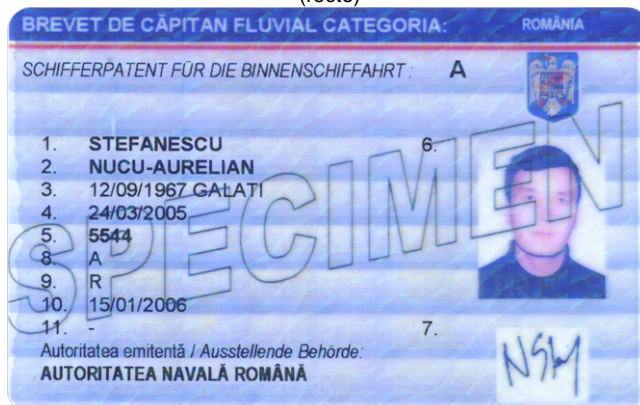 (recto)
BREVET DE CĂPITAN FLUVIAL CATEGORIA: ROMÂNIA
SCHIFFERPATENT FÜR DIE BINNENSCHIFFAHRT : A
1. STEFANESCU 6.
2. NUCU-AURELIAN
3. 12/09/1967 GALATI
4. 24/03/2005
5. 5544
8. A
9. R
10. 15/01/2006
11. - 7.
Autoritatea emitentă / Ausstellende Behörde:
AUTORITATEA NAVALĂ ROMÂNĂ
SPECIMEN